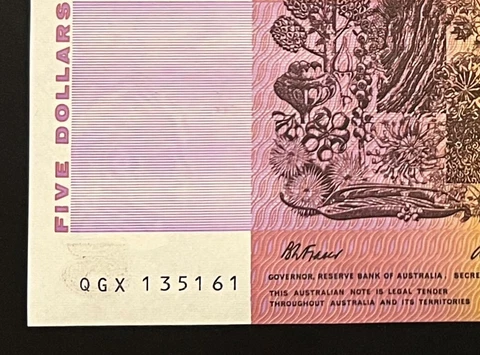 FIVE DOLLARS
QGX 135161
GOVERNOR, RESERVE BANK OF AUSTRALIA, SECRE
THIS AUSTRALIAN NOTE IS LEGAL TENDER
THROUGHOUT AUSTRALIA AND ITS TERRITORIES